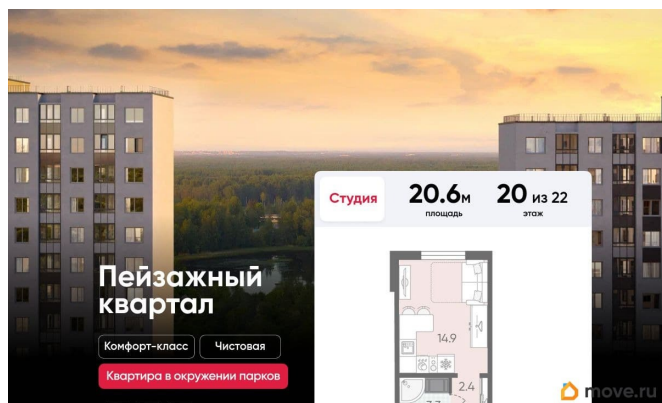 Студия
20.6м
площадь
20 из 22
этаж
Пейзажный
квартал
Комфорт-класс
Чистовая
Квартира в окружении парков
14.9
2.4
move.ru